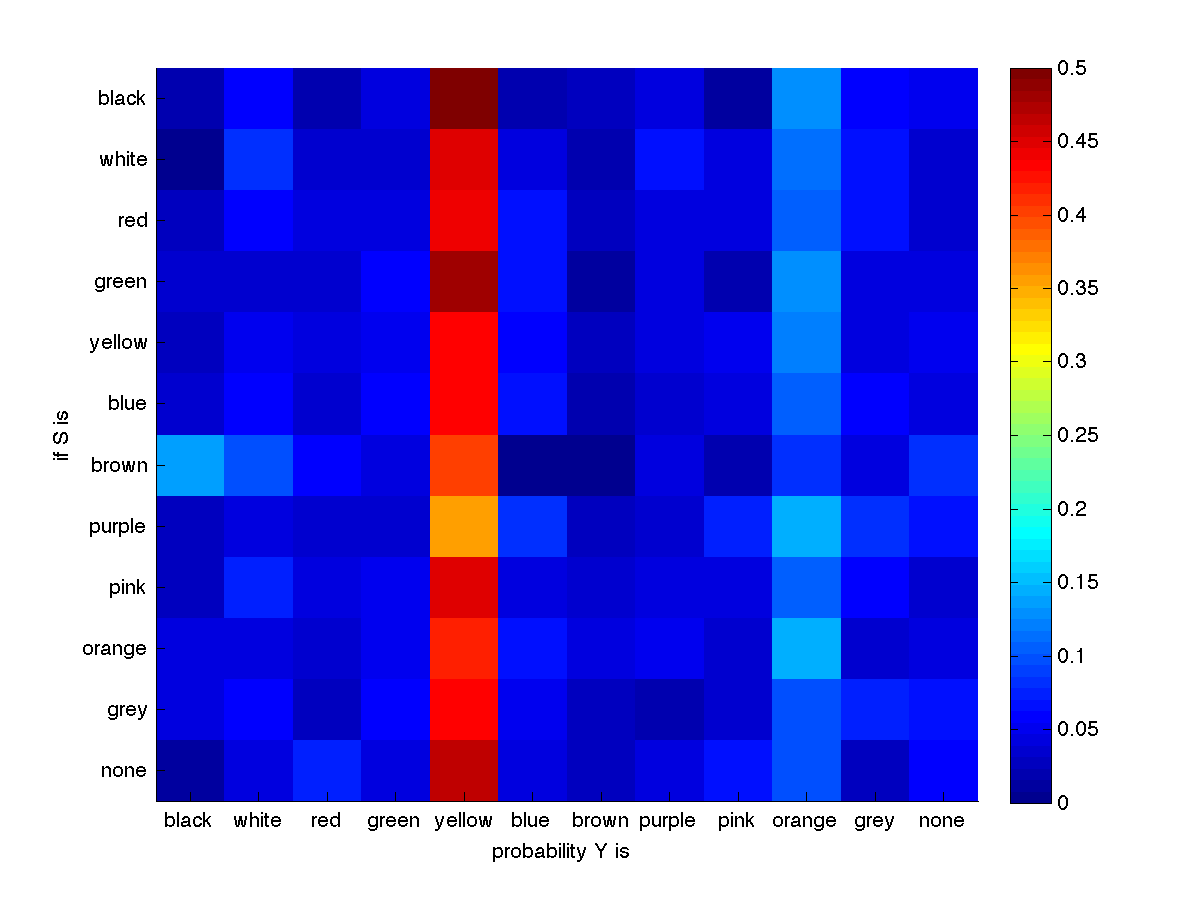 if S is
black
white
red
green
yellow
blue
brown
purple
pink
orange
grey
none
black white red green yellow blue brown purple pink orange grey none
probability Y is
0.5
0.45
0.4
0.35
0.3
0.25
0.2
0.15
0.1
0.05
0